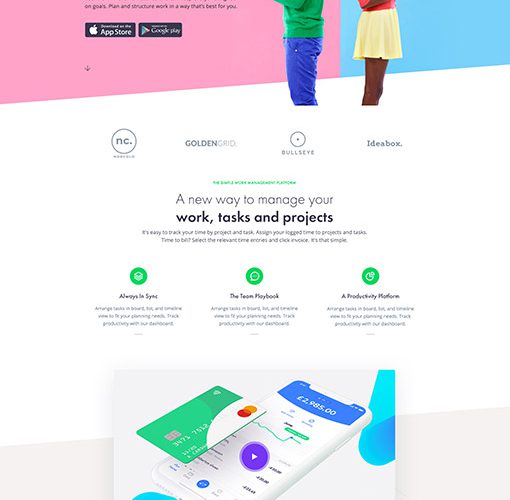 on goals. Plan and structure work in a way that's best for you.
Download on the
App Store
Google play
nc.
GOLDENGRID.
BULLSEYE
Ideabox.
THE SIMPLE WORK MANAGEMENT PLATFORM
A new way to manage your
work, tasks and projects
It's easy to track your time by project and task. Assign your logged time to projects and tasks.
Time to bill? Select the relevant time entries and click invoice. It's that simple.
Always In Sync
Arrange tasks in board, list, and timeline
view to fit your planning needs. Track
productivity with our dashboard.
The Team Playbook
Arrange tasks in board, list, and timeline
view to fit your planning needs. Track
productivity with our dashboard.
A Productivity Platform
Arrange tasks in board, list, and timeline
view to fit your planning needs. Track
productivity with our dashboard.
£2,985.00